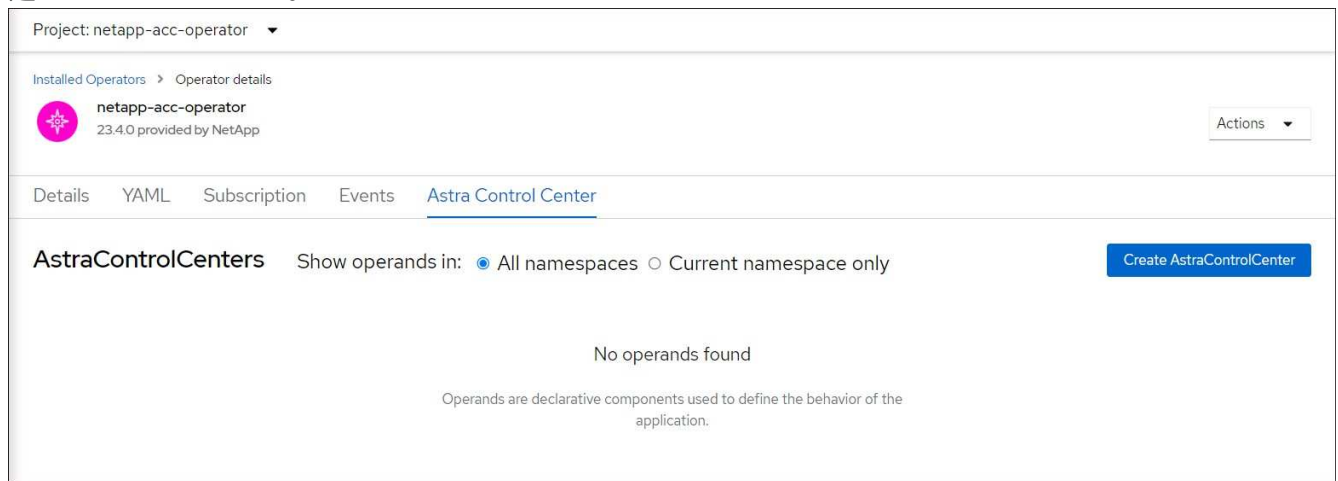 Project: netapp-acc-operator
Installed Operators > Operator details
netapp-acc-operator
23.4.0 provided by NetApp
Actions
Details YAML Subscription Events Astra Control Center
AstraControlCenters Show operands in: All namespaces Current namespace only Create AstraControlCenter
No operands found
Operands are declarative components used to define the behavior of the
application.